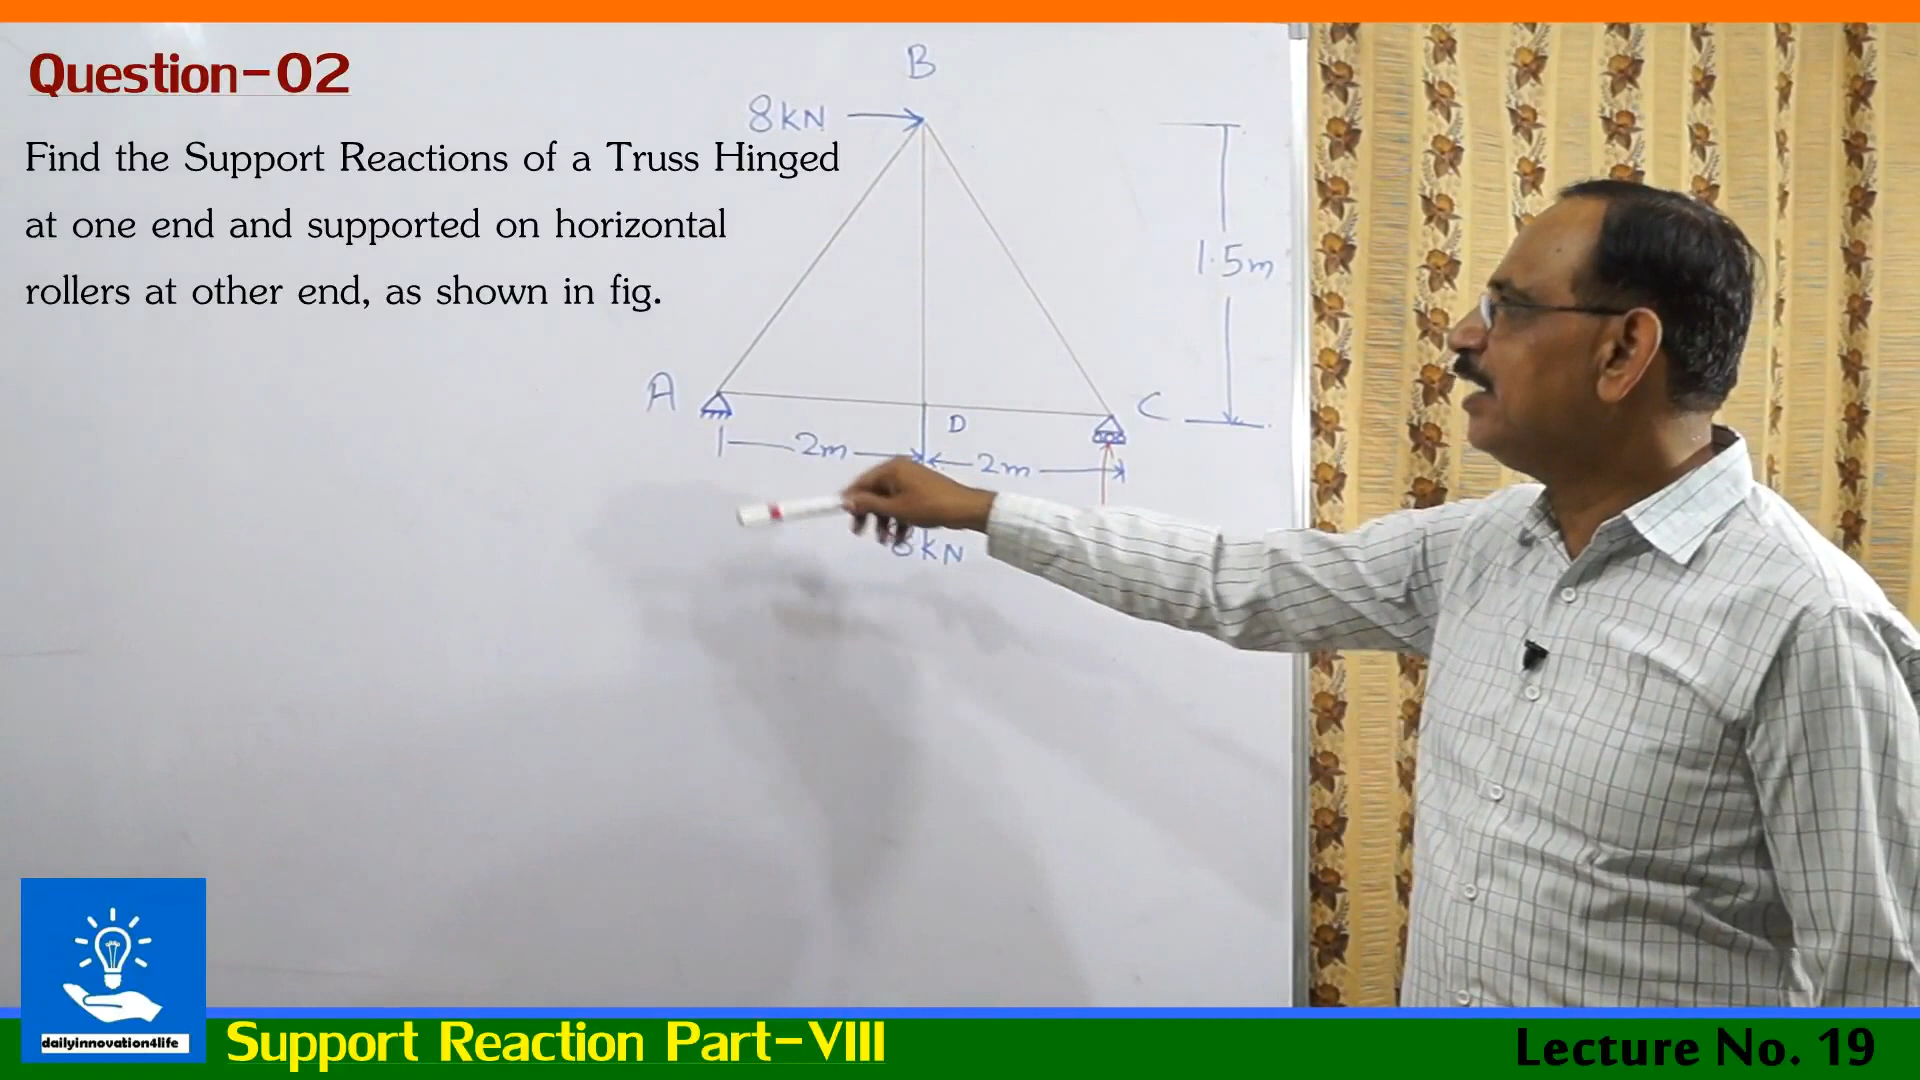 Question-02
Find the Support Reactions of a Truss Hinged
at one end and supported on horizontal
rollers at other end, as shown in fig.
B
8KN
1.5m
A
C
D
2m
2m
8KN
dailyinnovation4life
Support Reaction Part-VIII
Lecture No. 19